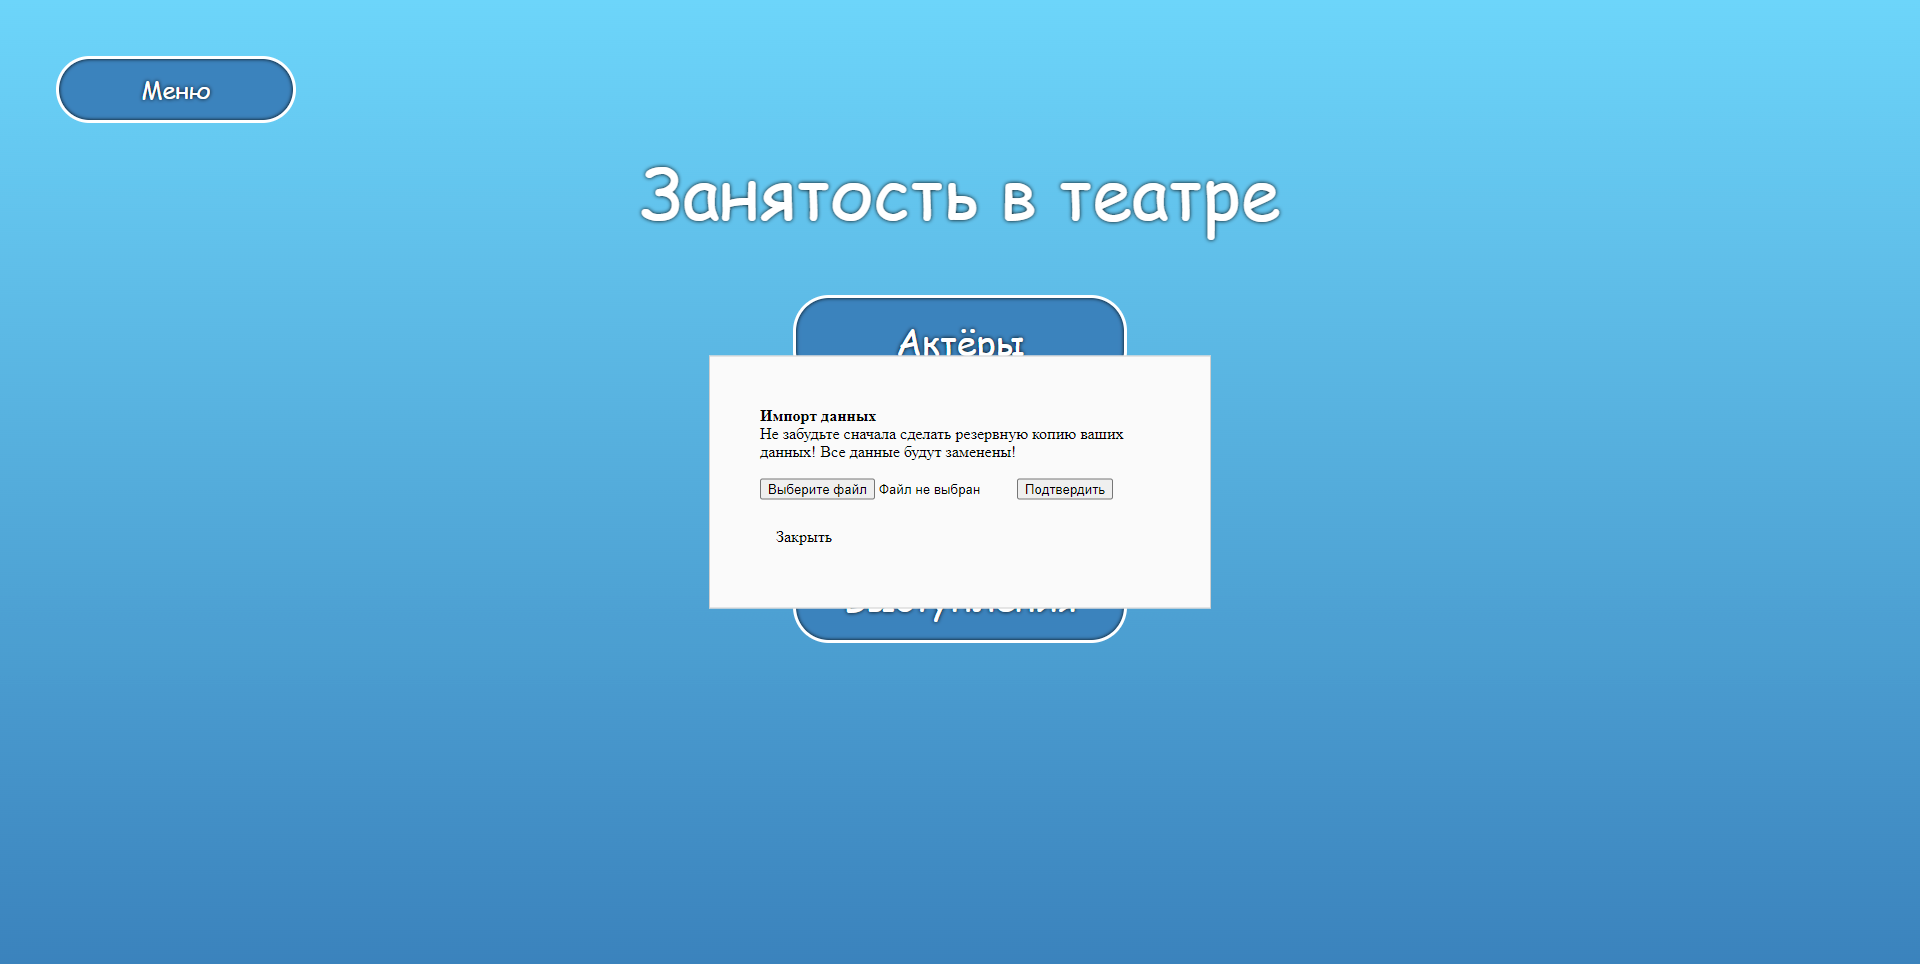 Меню
Занятость в театре
Актёры
Импорт данных
Не забудьте сначала сделать резервную копию ваших
данных! Все данные будут заменены!
Выберите файл Файл не выбран Подтвердить
Закрыть